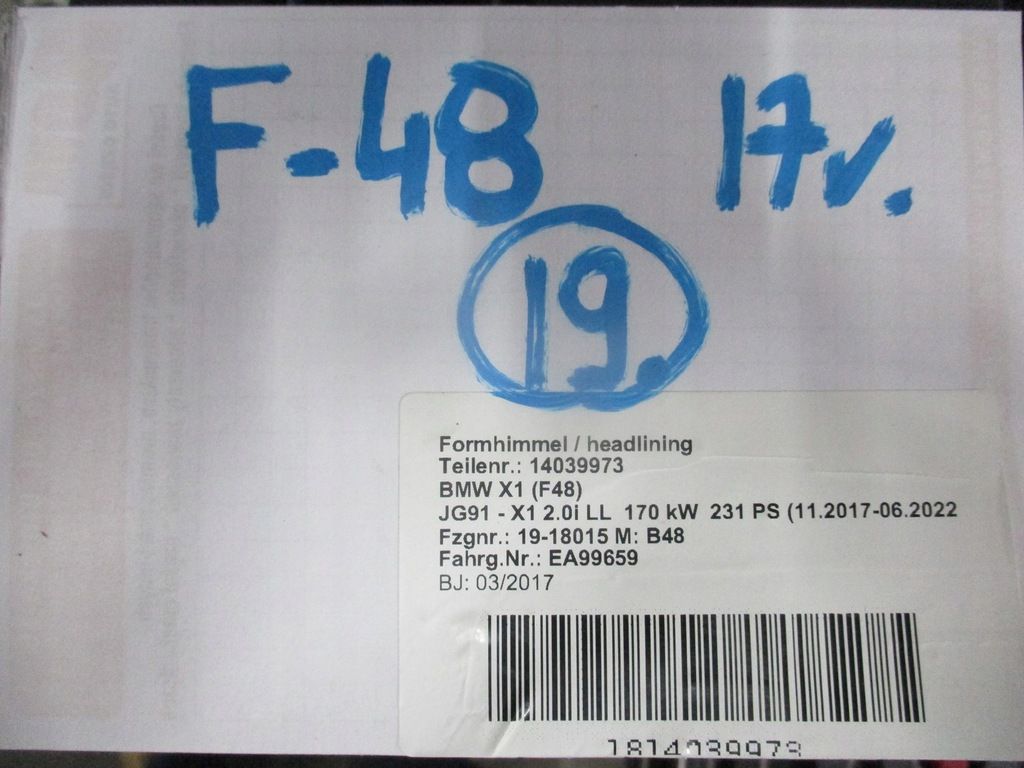 F-48 17v.
19.
Formhimmel / headlining
Teilenr.: 14039973
BMW X1 (F48)
JG91 - X1 2.0i LL 170 kW 231 PS (11.2017-06.2022
Fzgnr.: 19-18015 M: B48
Fahrg.Nr.: EA99659
BJ: 03/2017
1814039973